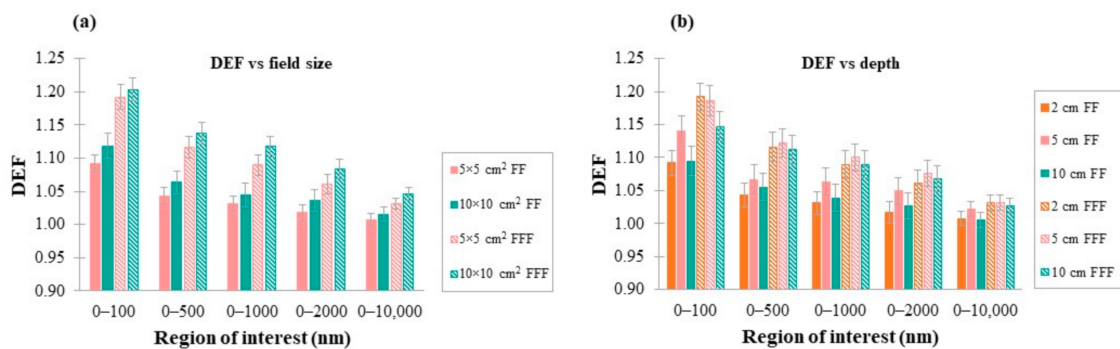 (a)
DEF vs field size
1.25
1.20
1.15
1.10
1.05
1.00
0.95
0.90
DEF
0–100 0–500 0–1000 0–2000 0–10,000
Region of interest (nm)
5×5 cm² FF
10×10 cm² FF
5×5 cm² FFF
10×10 cm² FFF
(b)
DEF vs depth
1.25
1.20
1.15
1.10
1.05
1.00
0.95
0.90
DEF
0–100 0–500 0–1000 0–2000 0–10,000
Region of interest (nm)
2 cm FF
5 cm FF
10 cm FF
2 cm FFF
5 cm FFF
10 cm FFF